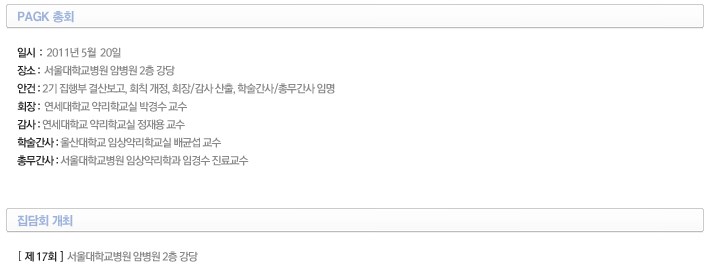 PAGK 총회
일시 : 2011년 5월 20일
장소 : 서울대학교병원 암병원 2층 강당
안건 : 2기 집행부 결산보고, 회칙 개정, 회장/감사 산출, 학술간사/총무간사 임명
회장 : 연세대학교 약리학교실 박경수 교수
감사 : 연세대학교 약리학교실 정재용 교수
학술간사 : 울산대학교 임상약리학교실 배균섭 교수
총무간사 : 서울대학교병원 임상약리학과 임경수 진료교수
집담회 개최
[ 제 17회 ] 서울대학교병원 암병원 2층 강당